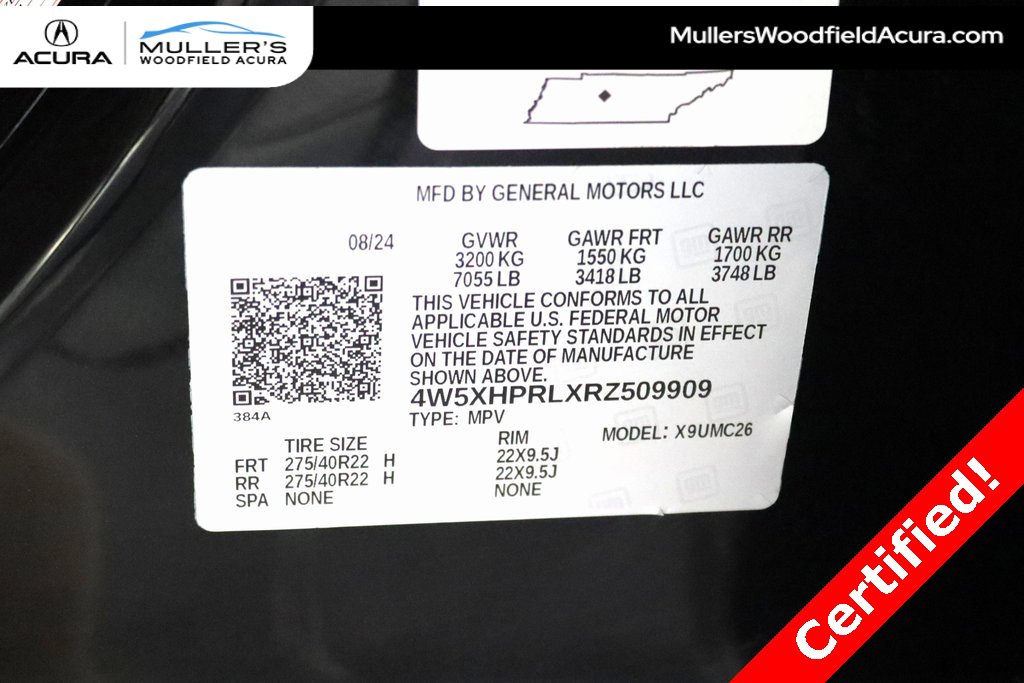 ACURA
MULLER'S
WOODFIELD ACURA
MullersWoodfieldAcura.com
MFD BY GENERAL MOTORS LLC
08/24 GVWR GAWR FRT GAWR RR
3200 KG 1550 KG 1700 KG
7055 LB 3418 LB 3748 LB
THIS VEHICLE CONFORMS TO ALL
APPLICABLE U.S. FEDERAL MOTOR
VEHICLE SAFETY STANDARDS IN EFFECT
ON THE DATE OF MANUFACTURE
SHOWN ABOVE.
4W5XHPRLXRZ509909
384A
TYPE: MPV
TIRE SIZE RIM MODEL: X9UMC26
FRT 275/40R22 H 22X9.5J
RR 275/40R22 H 22X9.5J
SPA NONE NONE
Certified!